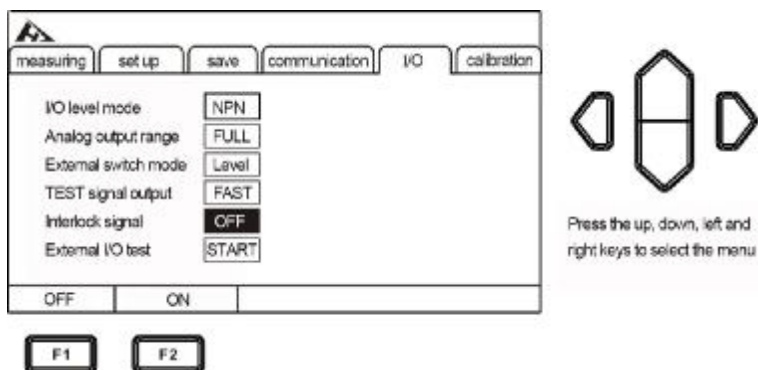 measuring set up save communication I/O calibration
I/O level mode NPN
Analog output range FULL
External switch mode Level
TEST signal output FAST
Interlock signal OFF
External I/O test START
OFF ON
F1 F2
Press the up, down, left and
right keys to select the menu